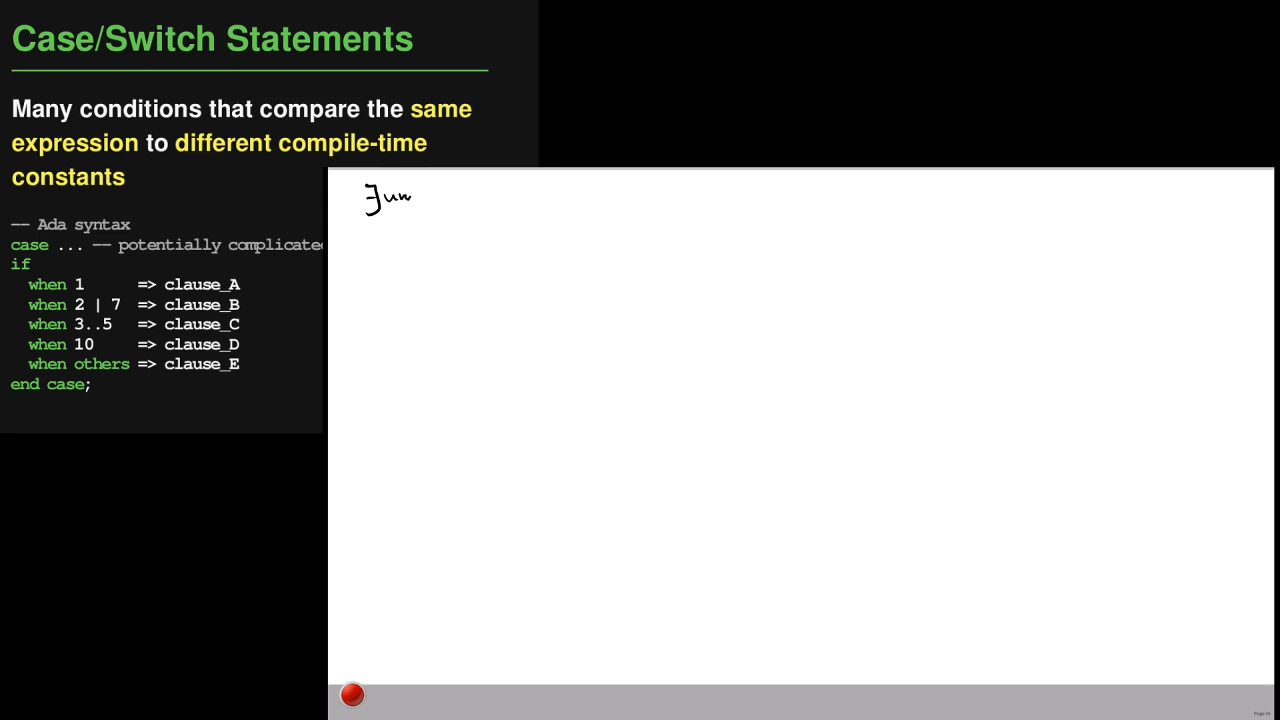 Case/Switch Statements
Many conditions that compare the same
expression to different compile-time
constants
-- Ada syntax
case ... -- potentially complicated
if
when 1 => clause_A
when 2 | 7 => clause_B
when 3..5 => clause_C
when 10 => clause_D
when others => clause_E
end case;
Jum